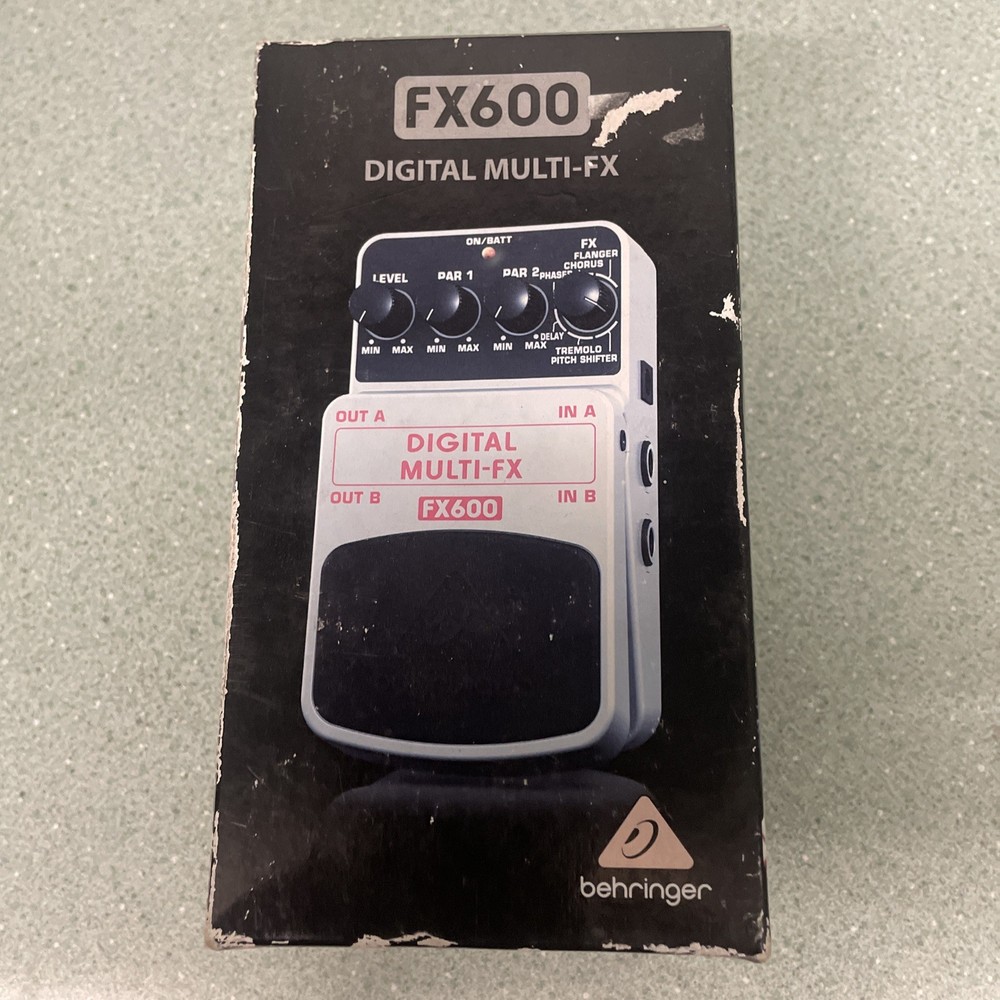 FX600
DIGITAL MULTI-FX
ON/BATT
FX
FLANGER
CHORUS
PHASER
LEVEL
PAR 1
PAR 2
MIN MAX
MIN MAX
MIN MAX
DELAY
TREMOLO
PITCH SHIFTER
OUT A
IN A
DIGITAL
MULTI-FX
OUT B
IN B
FX600
behringer